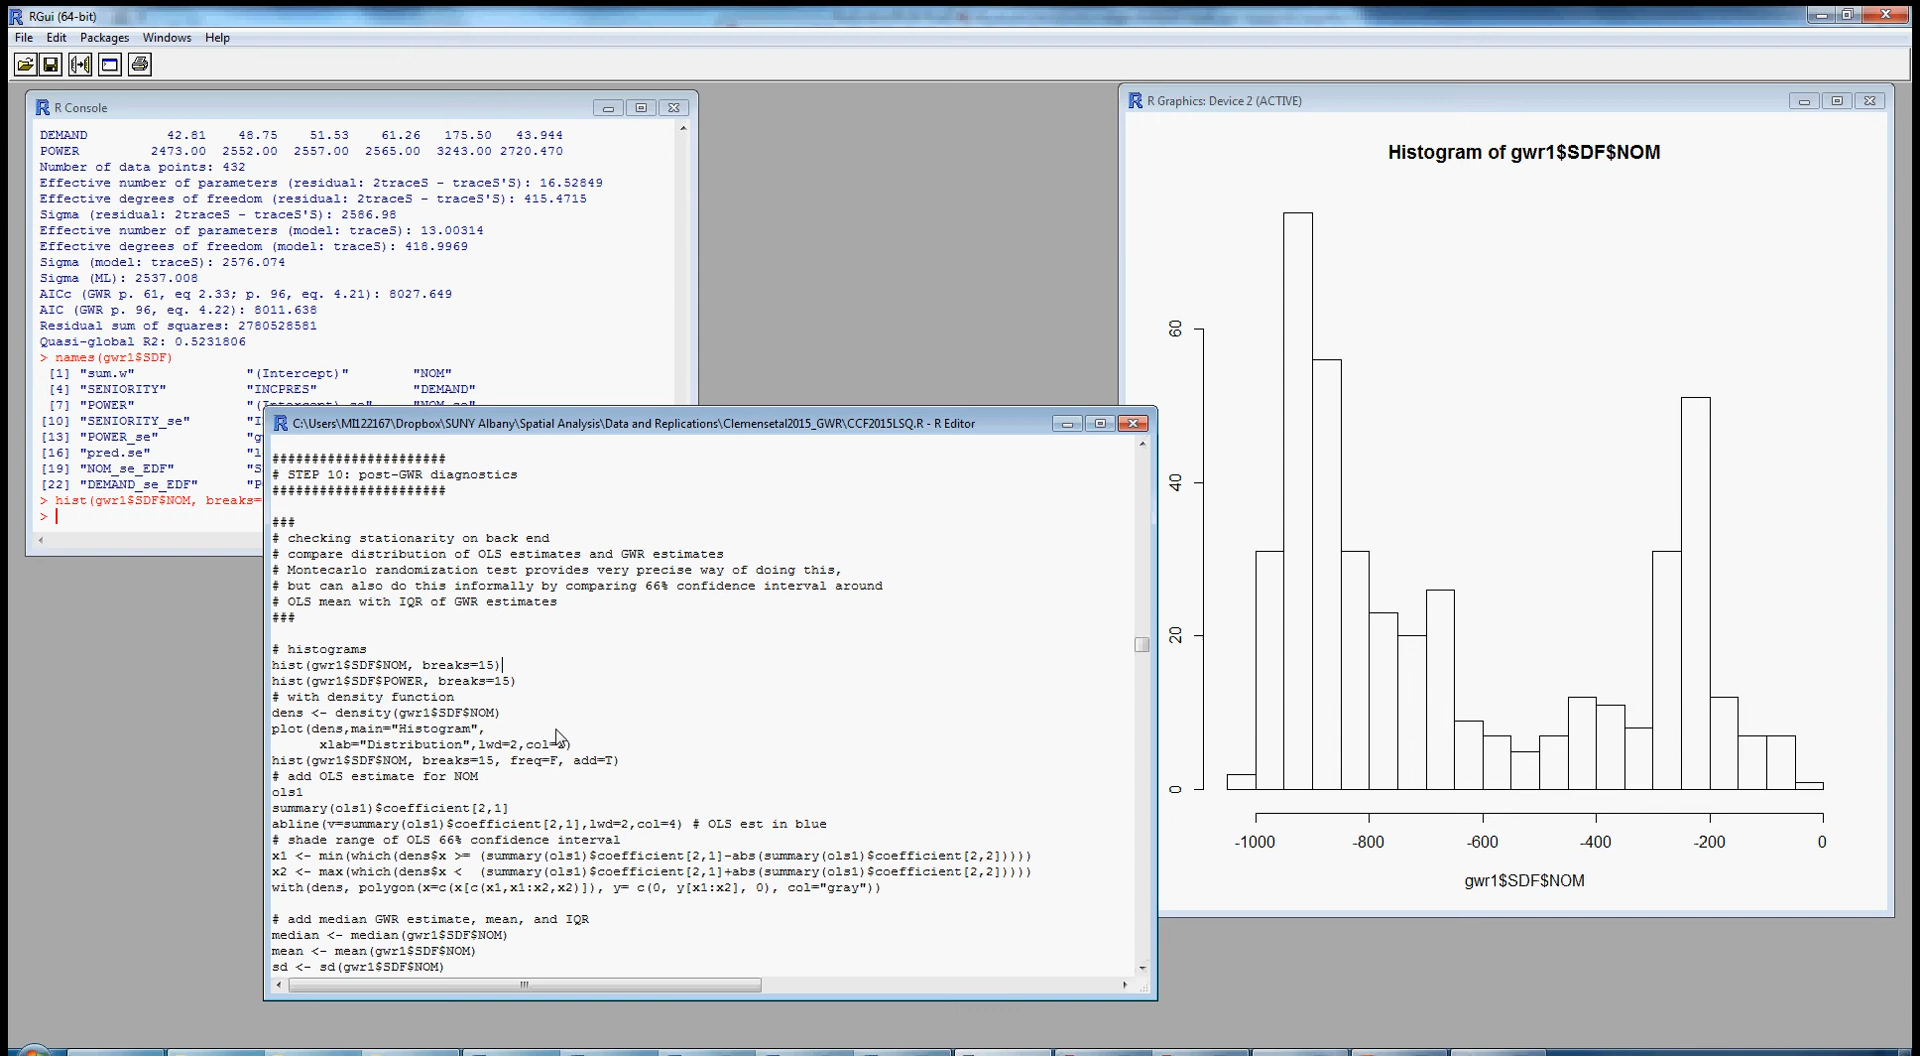 RGui (64-bit)
File Edit Packages Windows Help
R Console
DEMAND 42.81 48.75 51.53 61.26 175.50 43.944
POWER 2473.00 2552.00 2557.00 2565.00 3243.00 2720.470
Number of data points: 432
Effective number of parameters (residual: 2traceS - traceS'S): 16.52849
Effective degrees of freedom (residual: 2traceS - traceS'S): 415.4715
Sigma (residual: 2traceS - traceS'S): 2586.98
Effective number of parameters (model: traceS): 13.00314
Effective degrees of freedom (model: traceS): 418.9969
Sigma (model: traceS): 2576.074
Sigma (ML): 2537.008
AICc (GWR p. 61, eq 2.33; p. 96, eq. 4.21): 8027.649
AIC (GWR p. 96, eq. 4.22): 8011.638
Residual sum of squares: 2780528581
Quasi-global R2: 0.5231806
> names(gwr1$SDF)
[1] "sum.w" "(Intercept)" "NOM"
[4] "SENIORITY" "INCPRES" "DEMAND"
[7] "POWER"
[10] "SENIORITY_se"
[13] "POWER_se"
[16] "pred.se"
[19] "NOM_se_EDF"
[22] "DEMAND_se_EDF"
> hist(gwr1$SDF$NOM, breaks=
>
C:\Users\MI122167\Dropbox\SUNY Albany\Spatial Analysis\Data and Replications\Clemensetal2015_GWR\CCF2015LSQ.R - R Editor
######################
# STEP 10: post-GWR diagnostics
######################
###
# checking stationarity on back end
# compare distribution of OLS estimates and GWR estimates
# Montecarlo randomization test provides very precise way of doing this,
# but can also do this informally by comparing 66% confidence interval around
# OLS mean with IQR of GWR estimates
###
# histograms
hist(gwr1$SDF$NOM, breaks=15)
hist(gwr1$SDF$POWER, breaks=15)
# with density function
dens <- density(gwr1$SDF$NOM)
plot(dens,main="Histogram",
xlab="Distribution",lwd=2,col=
hist(gwr1$SDF$NOM, breaks=15, freq=F, add=T)
# add OLS estimate for NOM
ols1
summary(ols1)$coefficient[2,1]
abline(v=summary(ols1)$coefficient[2,1],lwd=2,col=4) # OLS est in blue
# shade range of OLS 66% confidence interval
x1 <- min(which(dens$x >= (summary(ols1)$coefficient[2,1]-abs(summary(ols1)$coefficient[2,2]))))
x2 <- max(which(dens$x < (summary(ols1)$coefficient[2,1]+abs(summary(ols1)$coefficient[2,2]))))
with(dens, polygon(x=c(x[c(x1,x1:x2,x2)]), y= c(0, y[x1:x2], 0), col="gray"))
# add median GWR estimate, mean, and IQR
median <- median(gwr1$SDF$NOM)
mean <- mean(gwr1$SDF$NOM)
sd <- sd(gwr1$SDF$NOM)
R Graphics: Device 2 (ACTIVE)
Histogram of gwr1$SDF$NOM
60
40
20
0
-1000 -800 -600 -400 -200 0
gwr1$SDF$NOM